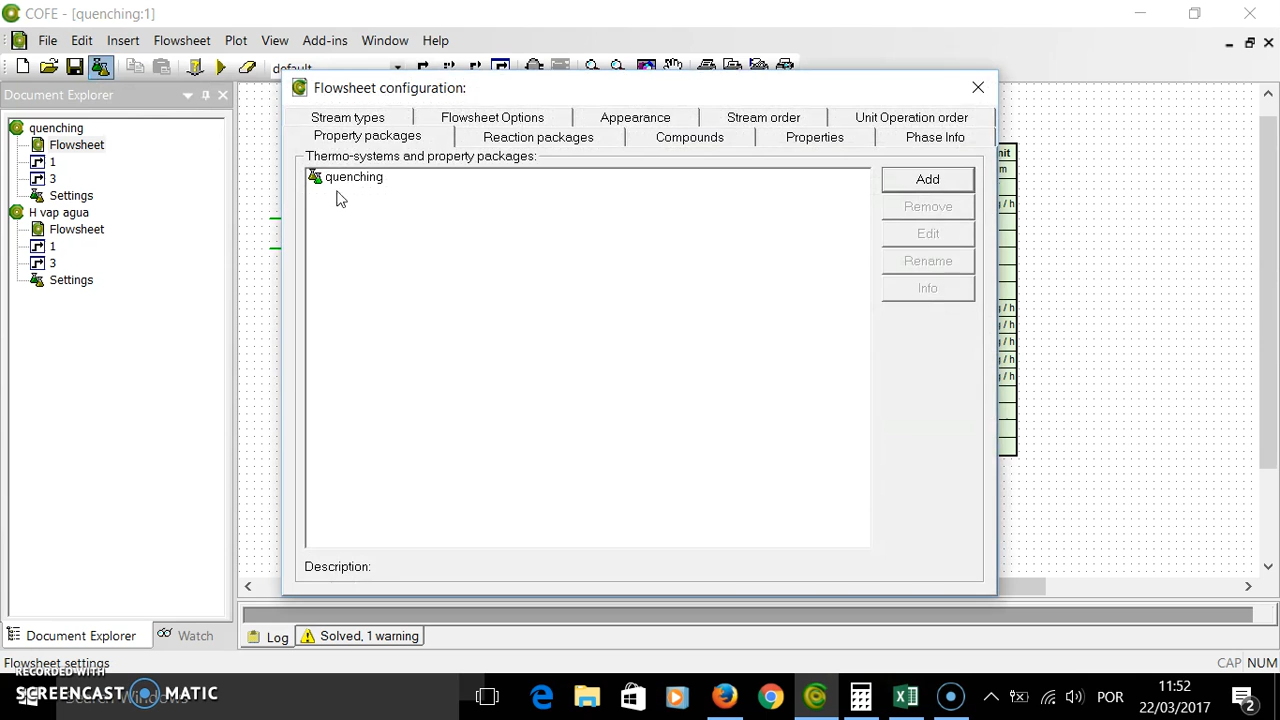 COFE - [quenching:1]
File Edit Insert Flowsheet Plot View Add-ins Window Help
default
Document Explorer
quenching
Flowsheet
1
3
Settings
H vap agua
Flowsheet
1
3
Settings
Flowsheet configuration:
Stream types Flowsheet Options Appearance Stream order Unit Operation order
Property packages Reaction packages Compounds Properties Phase Info
Thermo-systems and property packages:
quenching
Add
Remove
Edit
Rename
Info
Description:
nit
m
g / h
g / h
g / h
g / h
g / h
g / h
Document Explorer Watch
Log Solved, 1 warning
Flowsheet settings
CAP NUM
RECORDED WITH
SCREENCAST MATIC
Search Windows
POR
11:52
22/03/2017
2